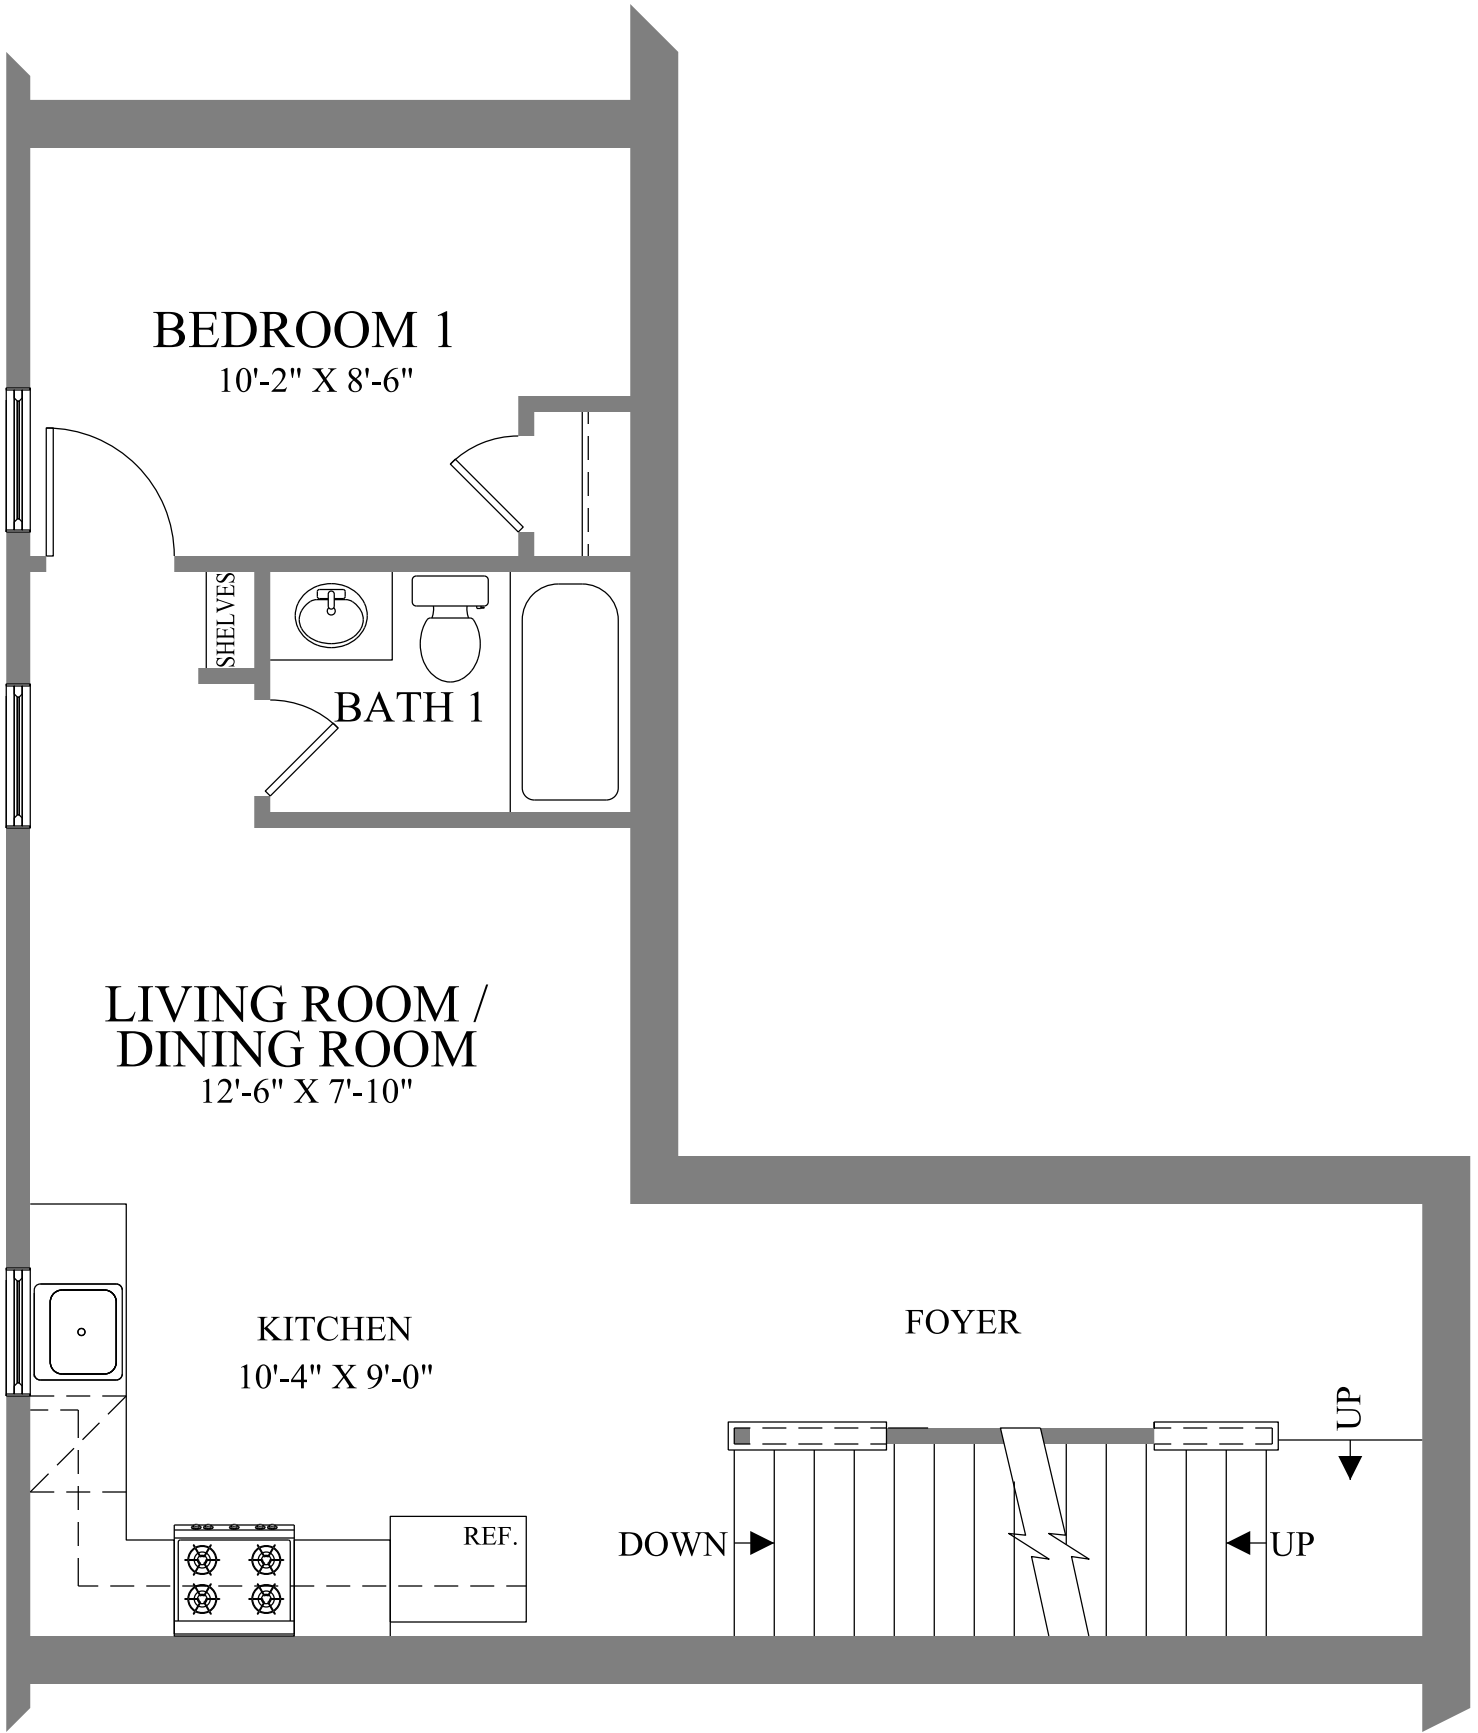 BEDROOM 1
10'-2" X 8'-6"
SHELVES
BATH 1
LIVING ROOM /
DINING ROOM
12'-6" X 7'-10"
KITCHEN
10'-4" X 9'-0"
FOYER
UP
REF.
DOWN
UP